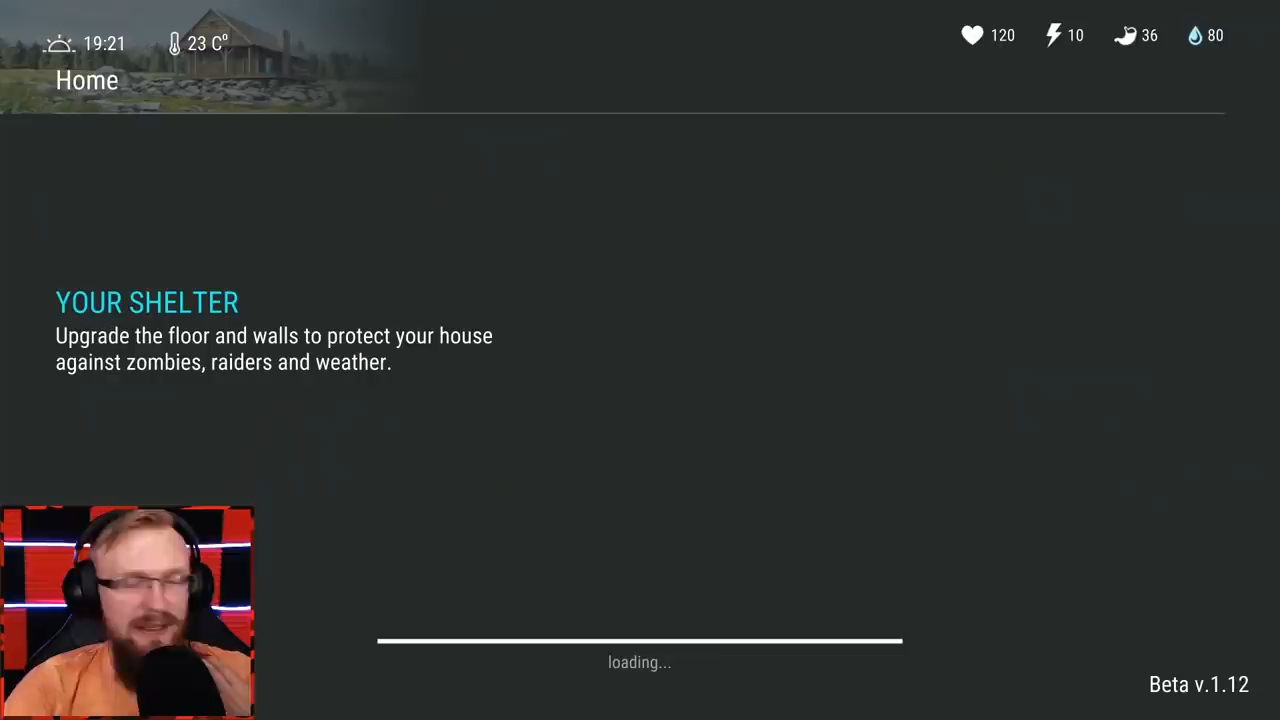 19:21
23 C°
120
10
36
80
Home
YOUR SHELTER
Upgrade the floor and walls to protect your house
against zombies, raiders and weather.
loading...
Beta v.1.12